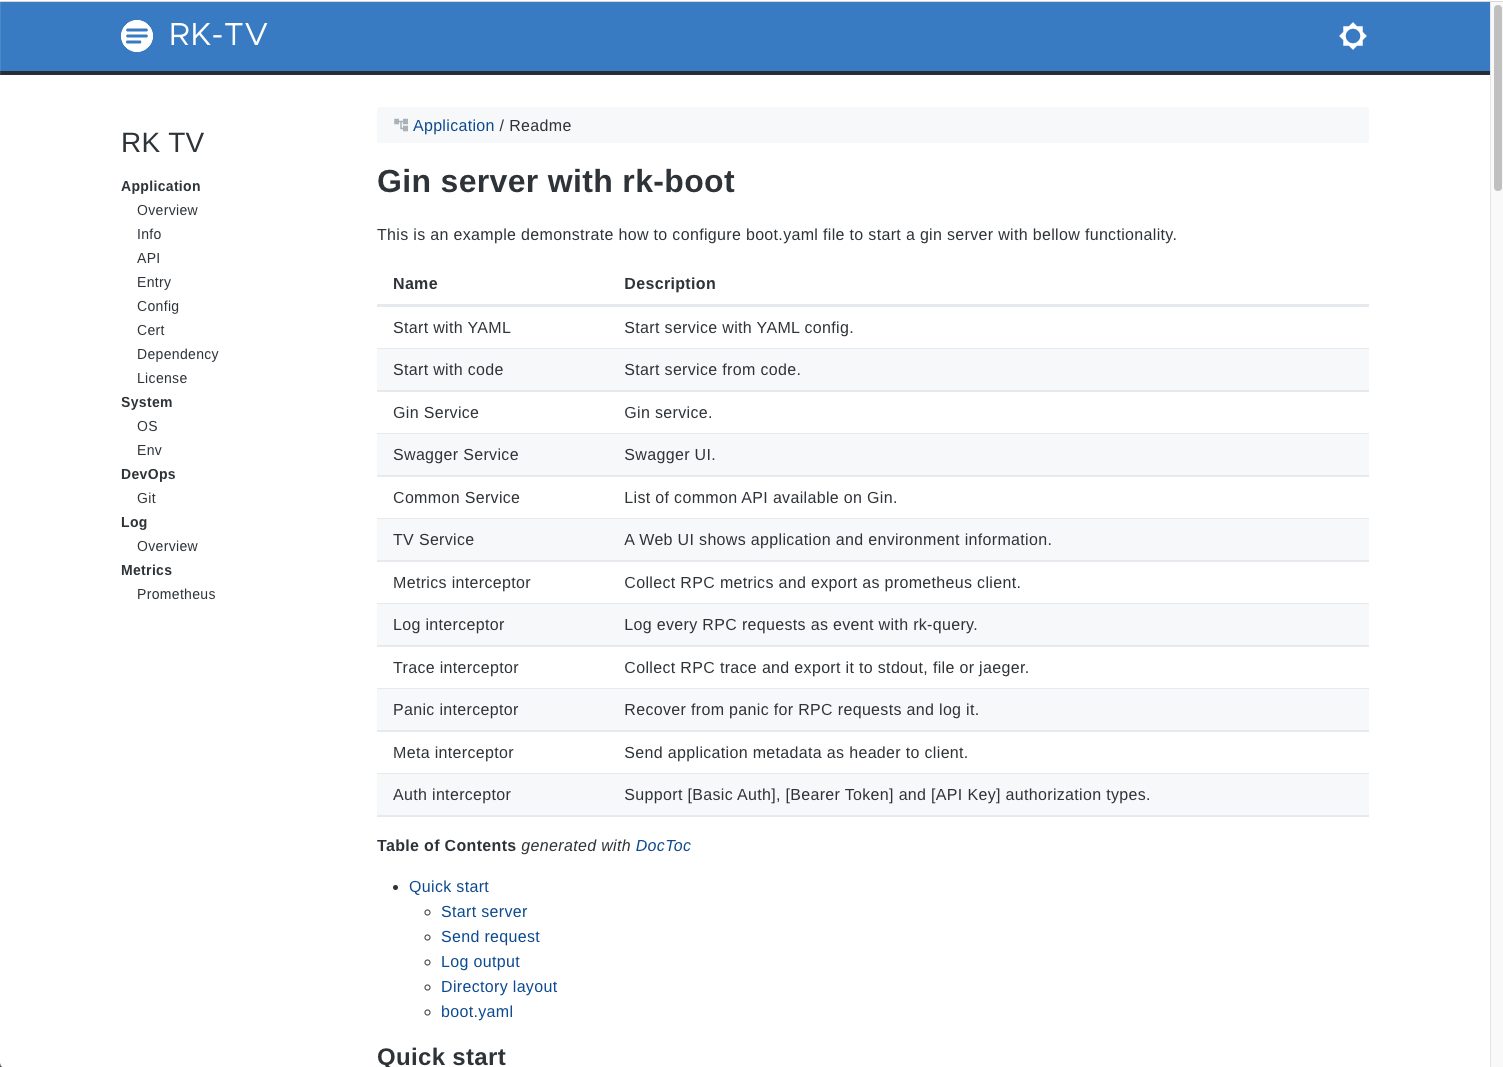 RK-TV
RK TV
Application
Overview
Info
API
Entry
Config
Cert
Dependency
License
System
OS
Env
DevOps
Git
Log
Overview
Metrics
Prometheus
Application / Readme
Gin server with rk-boot
This is an example demonstrate how to configure boot.yaml file to start a gin server with bellow functionality.
Name Description
Start with YAML Start service with YAML config.
Start with code Start service from code.
Gin Service Gin service.
Swagger Service Swagger UI.
Common Service List of common API available on Gin.
TV Service A Web UI shows application and environment information.
Metrics interceptor Collect RPC metrics and export as prometheus client.
Log interceptor Log every RPC requests as event with rk-query.
Trace interceptor Collect RPC trace and export it to stdout, file or jaeger.
Panic interceptor Recover from panic for RPC requests and log it.
Meta interceptor Send application metadata as header to client.
Auth interceptor Support [Basic Auth], [Bearer Token] and [API Key] authorization types.
Table of Contents generated with DocToc
Quick start
Start server
Send request
Log output
Directory layout
boot.yaml
Quick start